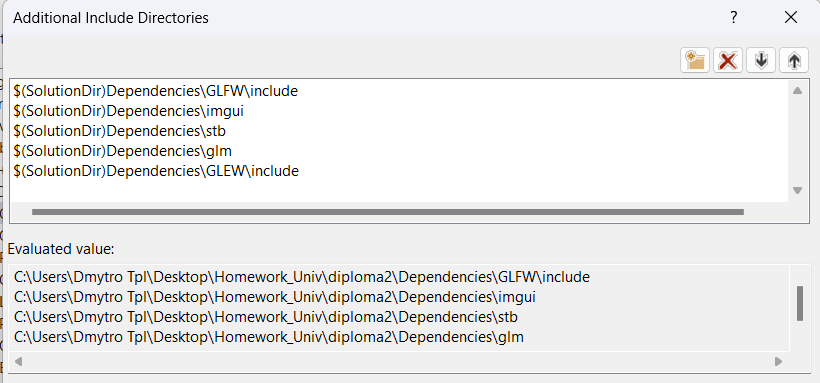 Additional Include Directories
?
$(SolutionDir)Dependencies\GLFW\include
$(SolutionDir)Dependencies\imgui
$(SolutionDir)Dependencies\stb
$(SolutionDir)Dependencies\glm
$(SolutionDir)Dependencies\GLEW\include
Evaluated value:
C:\Users\Dmytro Tpl\Desktop\Homework_Univ\diploma2\Dependencies\GLFW\include
C:\Users\Dmytro Tpl\Desktop\Homework_Univ\diploma2\Dependencies\imgui
C:\Users\Dmytro Tpl\Desktop\Homework_Univ\diploma2\Dependencies\stb
C:\Users\Dmytro Tpl\Desktop\Homework_Univ\diploma2\Dependencies\glm